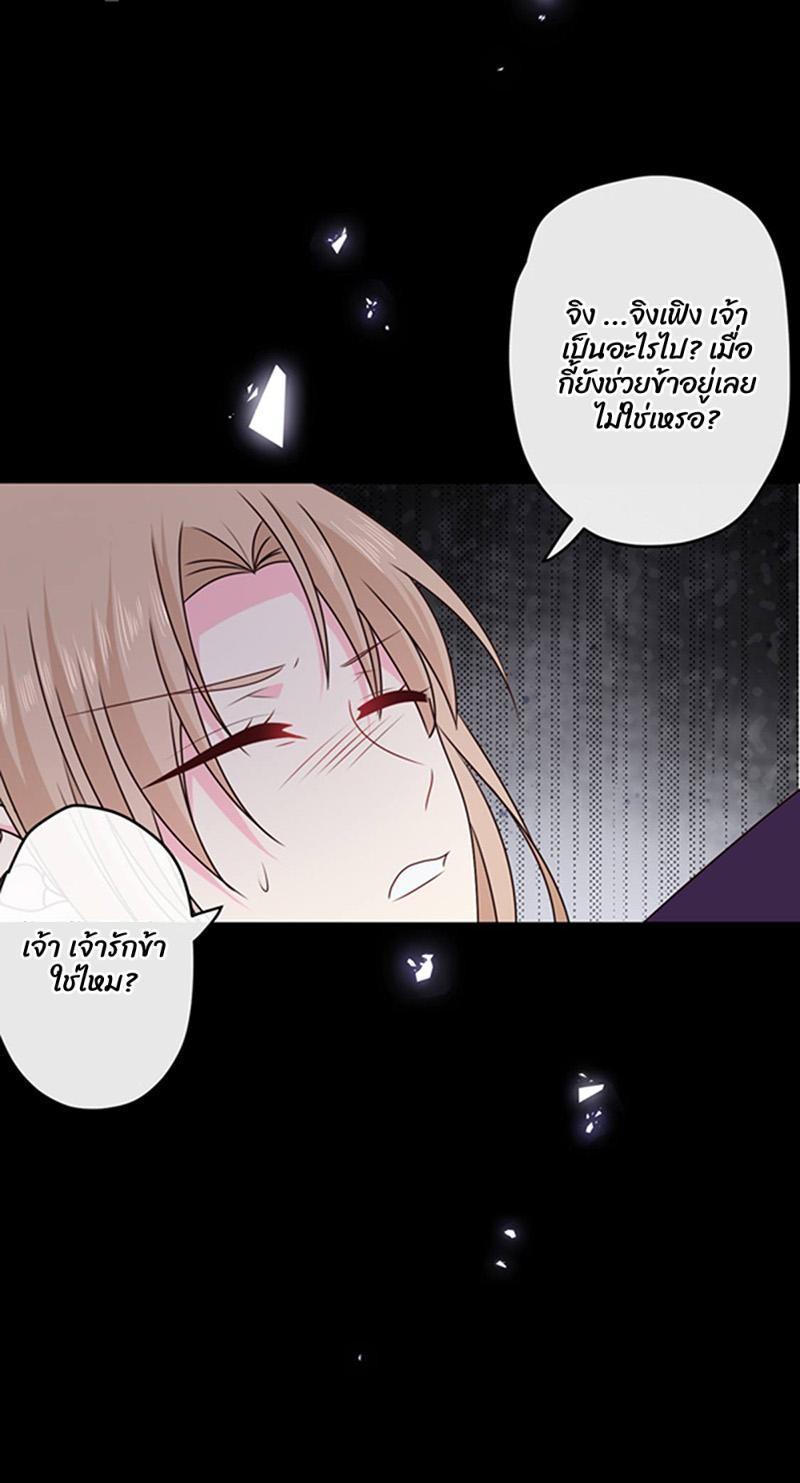 จิง ...จิงเฟิง เจ้า
เป็นอะไรไป? เมื่อ
กี้ยังช่วยข้าอยู่เลย
ไม่ใช่เหรอ?
เจ้า เจ้ารักข้า
ใช่ไหม?